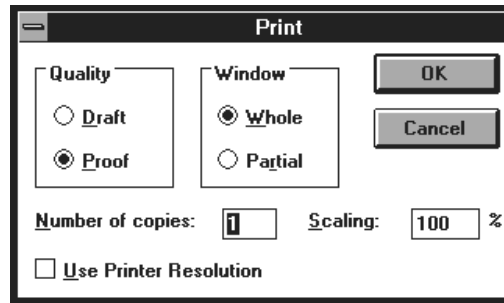 Print
Quality
Draft
Proof
Window
Whole
Partial
OK
Cancel
Number of copies: 1 Scaling: 100 %
Use Printer Resolution